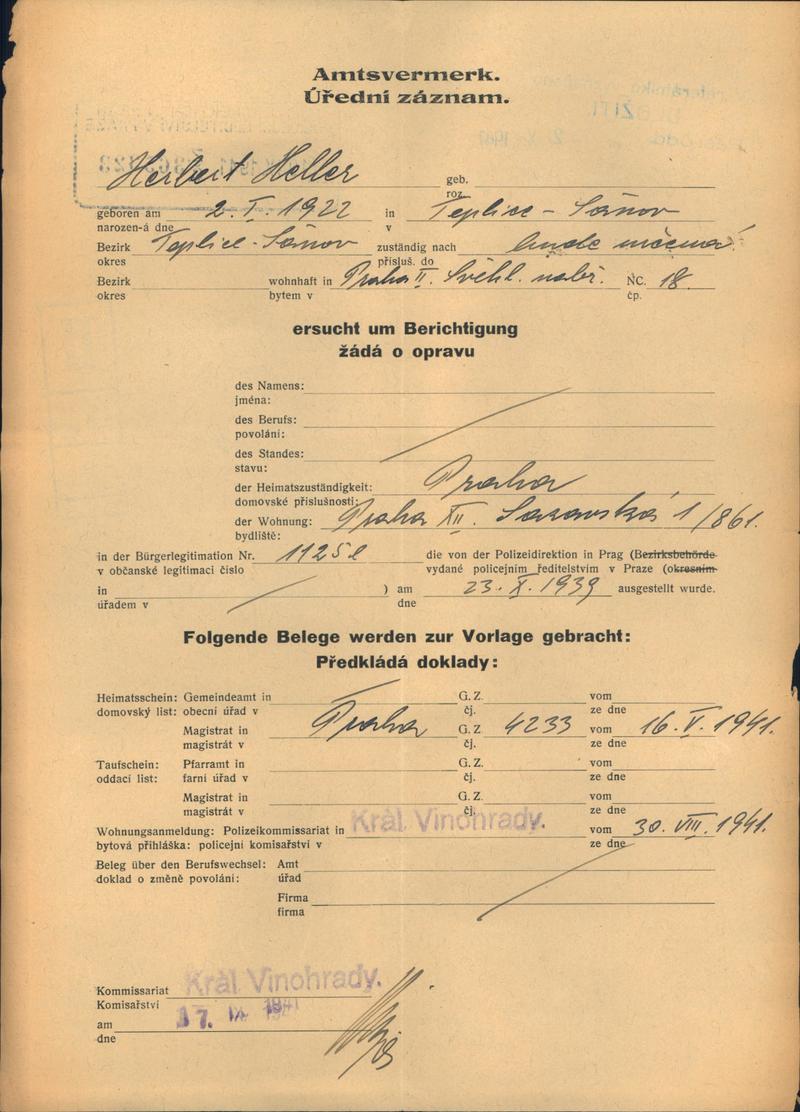 Amtsvermerk.
Úřední záznam.
Herbert Heller geb.
roz.
geboren am 2. I. 1922 in Teplice - Šanov
narozen-á dne v
Bezirk Teplice - Šanov zuständig nach
okres přísluš. do
Bezirk wohnhaft in Praha II. Švehl. nábř. NC. 18.
okres bytem v čp.
ersucht um Berichtigung
žádá o opravu
des Namens:
jména:
des Berufs:
povolání:
des Standes:
stavu:
der Heimatszuständigkeit: Praha
domovské příslušnosti:
der Wohnung: Praha XII. Sázavská 1/861.
bydliště:
in der Bürgerlegitimation Nr. 1125 die von der Polizeidirektion in Prag (Bezirksbehörde
v občanské legitimaci číslo vydané policejním ředitelstvím v Praze (okresním
in ) am 23. X. 1939 ausgestellt wurde.
úřadem v dne
Folgende Belege werden zur Vorlage gebracht:
Předkládá doklady:
Heimatsschein: Gemeindeamt in G. Z. vom
domovský list: obecní úřad v čj. ze dne
Magistrat in Praha G. Z. 4233 vom 16. V. 1941.
magistrát v čj. ze dne
Taufschein: Pfarramt in G. Z. vom
oddací list: farní úřad v čj. ze dne
Magistrat in G. Z. vom
magistrát v čj. ze dne
Wohnungsanmeldung: Polizeikommissariat in Král Vinohrady. vom 30. VIII. 1941.
bytová přihláška: policejní komisařství v ze dne
Beleg über den Berufswechsel: Amt
doklad o změně povolání: úřad
Firma
firma
Kommissariat Král Vinohrady.
Komisařství
am 17. IX. 1941
dne